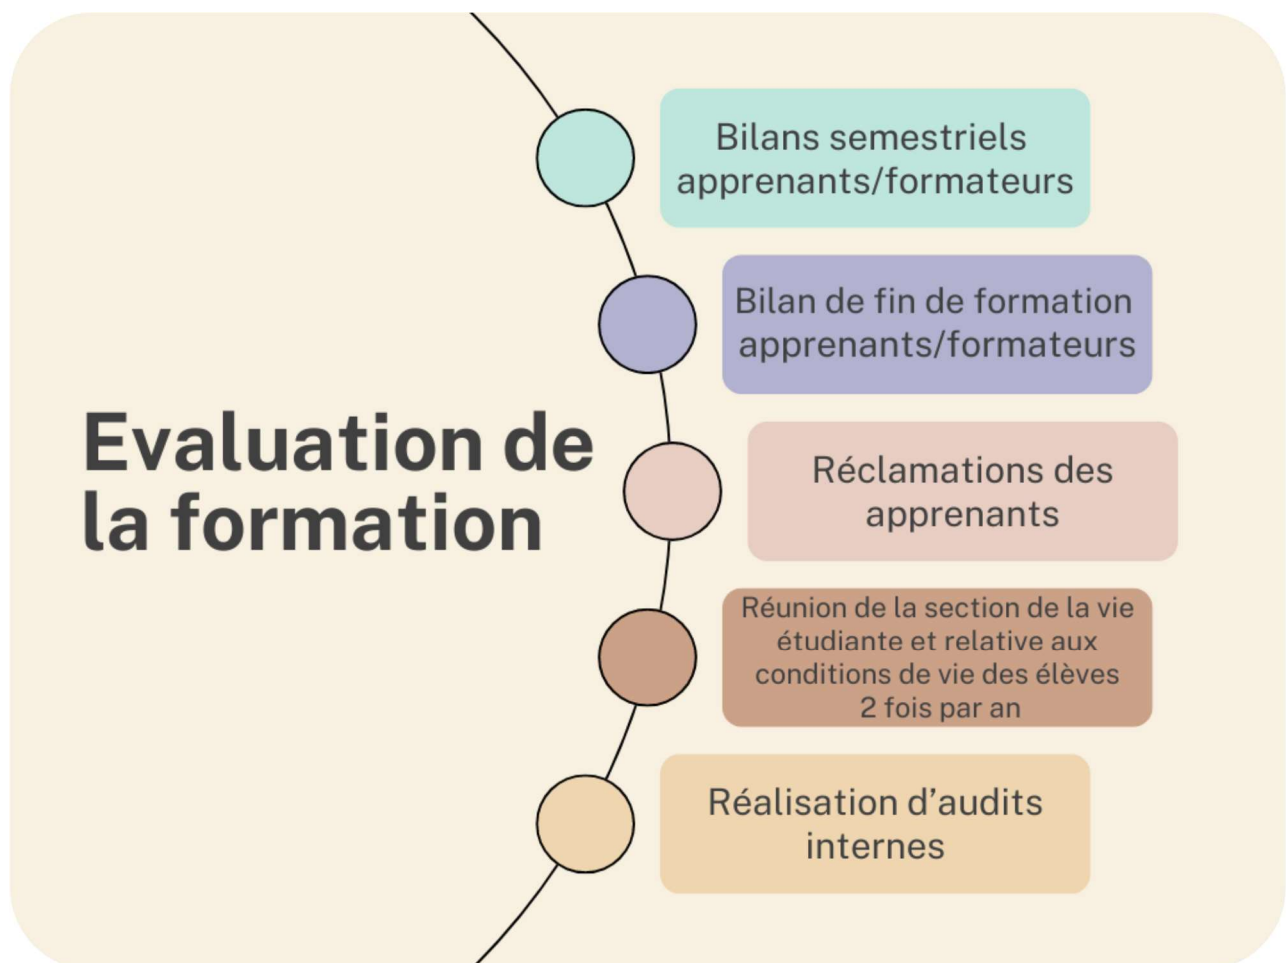 Evaluation de
la formation
Bilans semestriels
apprenants/formateurs
Bilan de fin de formation
apprenants/formateurs
Réclamations des
apprenants
Réunion de la section de la vie
étudiante et relative aux
conditions de vie des élèves
2 fois par an
Réalisation d’audits
internes